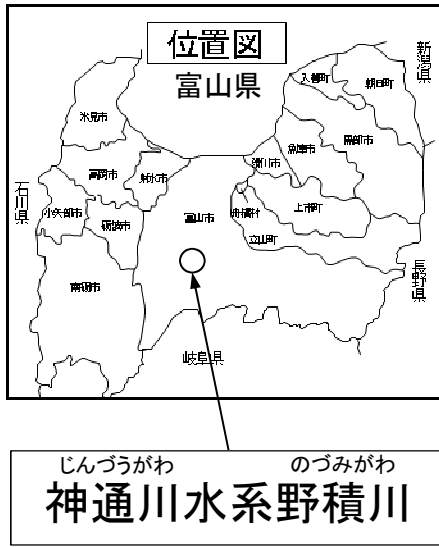 位置図
富山県
新潟県
入善町
朝日町
氷見市
魚津市
黒部市
高岡市
射水市
滑川市
石川県
小矢部市
砺波市
富山市
舟橋村
上市町
立山町
南砺市
長野県
岐阜県
じんづうがわ のづみがわ
神通川水系野積川